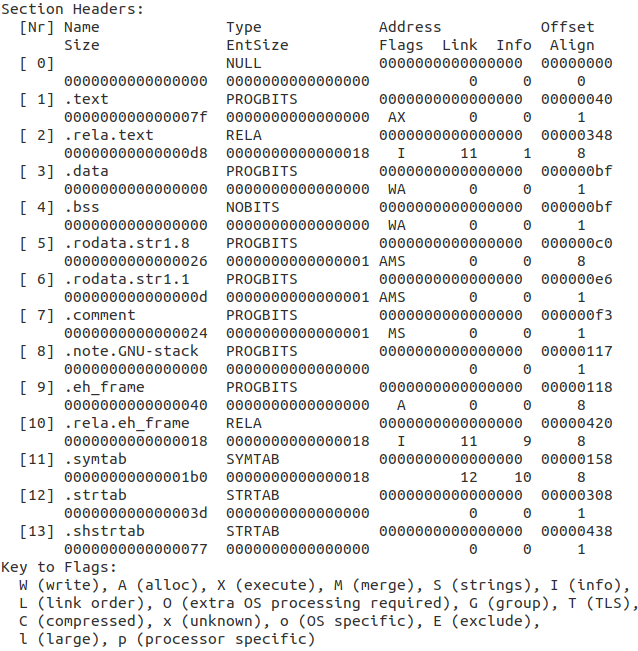 Section Headers:
  [Nr] Name              Type             Address           Offset
       Size              EntSize          Flags  Link  Info  Align
  [ 0]                   NULL             0000000000000000  00000000
       0000000000000000  0000000000000000           0     0     0
  [ 1] .text             PROGBITS         0000000000000000  00000040
       000000000000007f  0000000000000000  AX       0     0     1
  [ 2] .rela.text        RELA             0000000000000000  00000348
       00000000000000d8  0000000000000018   I      11     1     8
  [ 3] .data             PROGBITS         0000000000000000  000000bf
       0000000000000000  0000000000000000  WA       0     0     1
  [ 4] .bss              NOBITS           0000000000000000  000000bf
       0000000000000000  0000000000000000  WA       0     0     1
  [ 5] .rodata.str1.8    PROGBITS         0000000000000000  000000c0
       0000000000000026  0000000000000001 AMS       0     0     8
  [ 6] .rodata.str1.1    PROGBITS         0000000000000000  000000e6
       000000000000000d  0000000000000001 AMS       0     0     1
  [ 7] .comment          PROGBITS         0000000000000000  000000f3
       0000000000000024  0000000000000001  MS       0     0     1
  [ 8] .note.GNU-stack   PROGBITS         0000000000000000  00000117
       0000000000000000  0000000000000000           0     0     1
  [ 9] .eh_frame         PROGBITS         0000000000000000  00000118
       0000000000000040  0000000000000000   A       0     0     8
  [10] .rela.eh_frame    RELA             0000000000000000  00000420
       0000000000000018  0000000000000018   I      11     9     8
  [11] .symtab           SYMTAB           0000000000000000  00000158
       00000000000001b0  0000000000000018          12    10     8
  [12] .strtab           STRTAB           0000000000000000  00000308
       000000000000003d  0000000000000000           0     0     1
  [13] .shstrtab         STRTAB           0000000000000000  00000438
       0000000000000077  0000000000000000           0     0     1
Key to Flags:
  W (write), A (alloc), X (execute), M (merge), S (strings), I (info),
  L (link order), O (extra OS processing required), G (group), T (TLS),
  C (compressed), x (unknown), o (OS specific), E (exclude),
  l (large), p (processor specific)